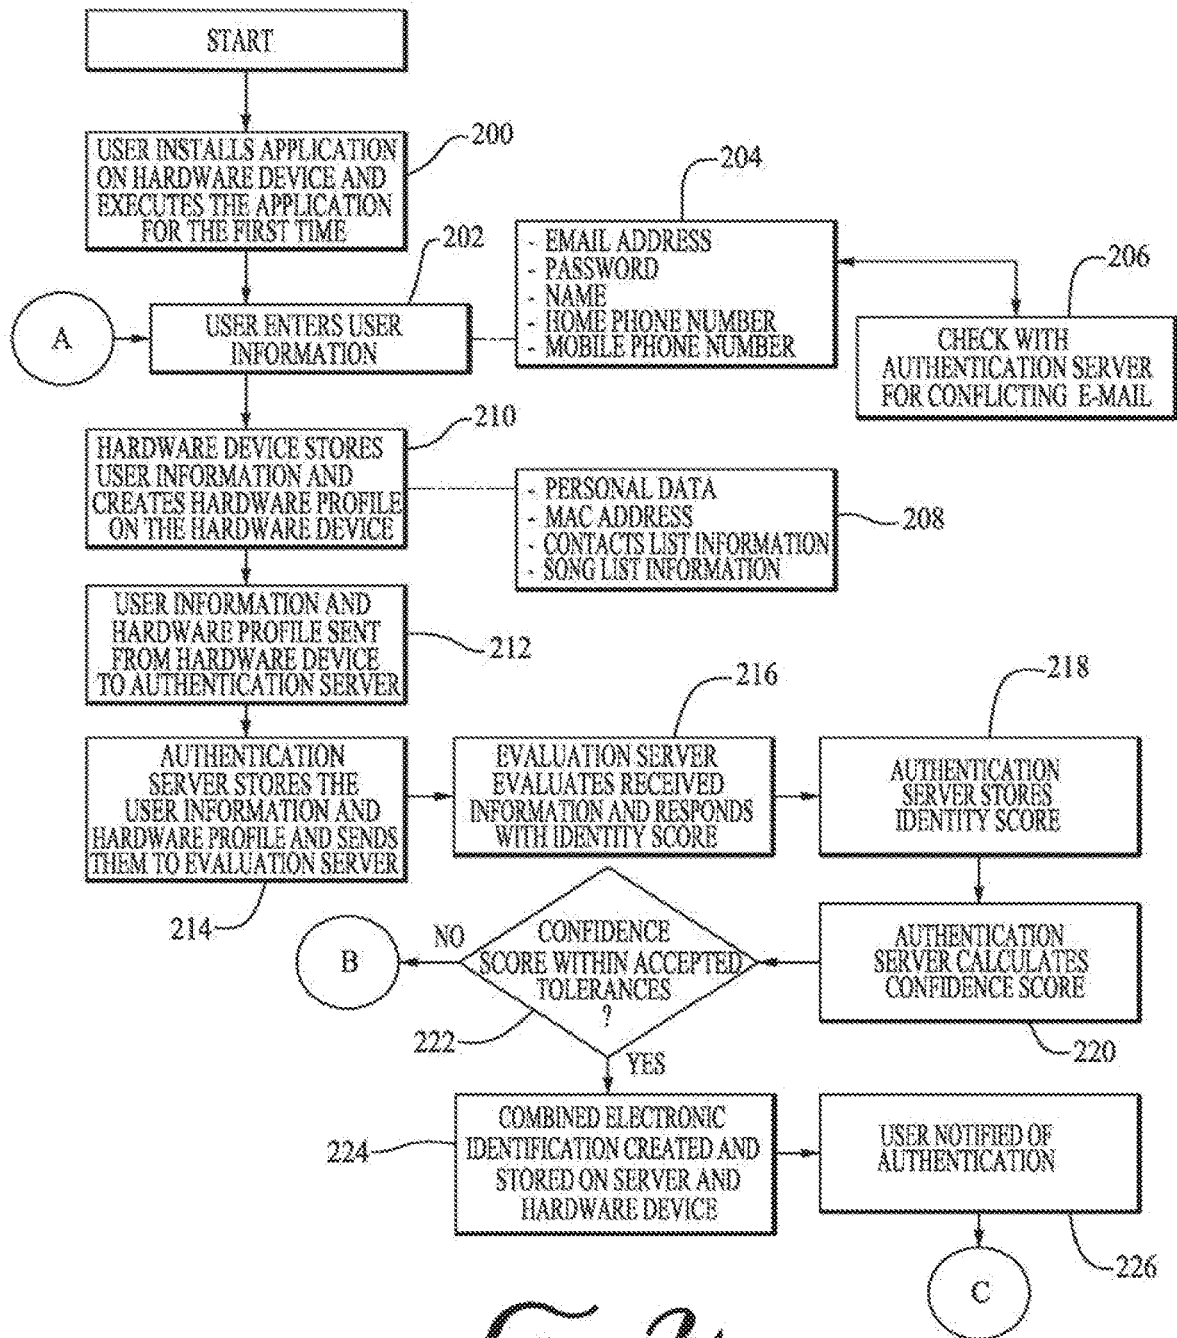 START
200
USER INSTALLS APPLICATION
ON HARDWARE DEVICE AND
EXECUTES THE APPLICATION
FOR THE FIRST TIME
202
A
USER ENTERS USER
INFORMATION
204
- EMAIL ADDRESS
- PASSWORD
- NAME
- HOME PHONE NUMBER
- MOBILE PHONE NUMBER
206
CHECK WITH
AUTHENTICATION SERVER
FOR CONFLICTING E-MAIL
210
HARDWARE DEVICE STORES
USER INFORMATION AND
CREATES HARDWARE PROFILE
ON THE HARDWARE DEVICE
- PERSONAL DATA
- MAC ADDRESS
- CONTACTS LIST INFORMATION
- SONG LIST INFORMATION
208
USER INFORMATION AND
HARDWARE PROFILE SENT
FROM HARDWARE DEVICE
TO AUTHENTICATION SERVER
212
AUTHENTICATION
SERVER STORES THE
USER INFORMATION AND
HARDWARE PROFILE AND SENDS
THEM TO EVALUATION SERVER
214
216
EVALUATION SERVER
EVALUATES RECEIVED
INFORMATION AND RESPONDS
WITH IDENTITY SCORE
218
AUTHENTICATION
SERVER STORES
IDENTITY SCORE
AUTHENTICATION
SERVER CALCULATES
CONFIDENCE SCORE
220
CONFIDENCE
SCORE WITHIN ACCEPTED
TOLERANCES
?
222
NO
B
YES
COMBINED ELECTRONIC
IDENTIFICATION CREATED AND
STORED ON SERVER AND
HARDWARE DEVICE
224
USER NOTIFIED OF
AUTHENTICATION
226
C